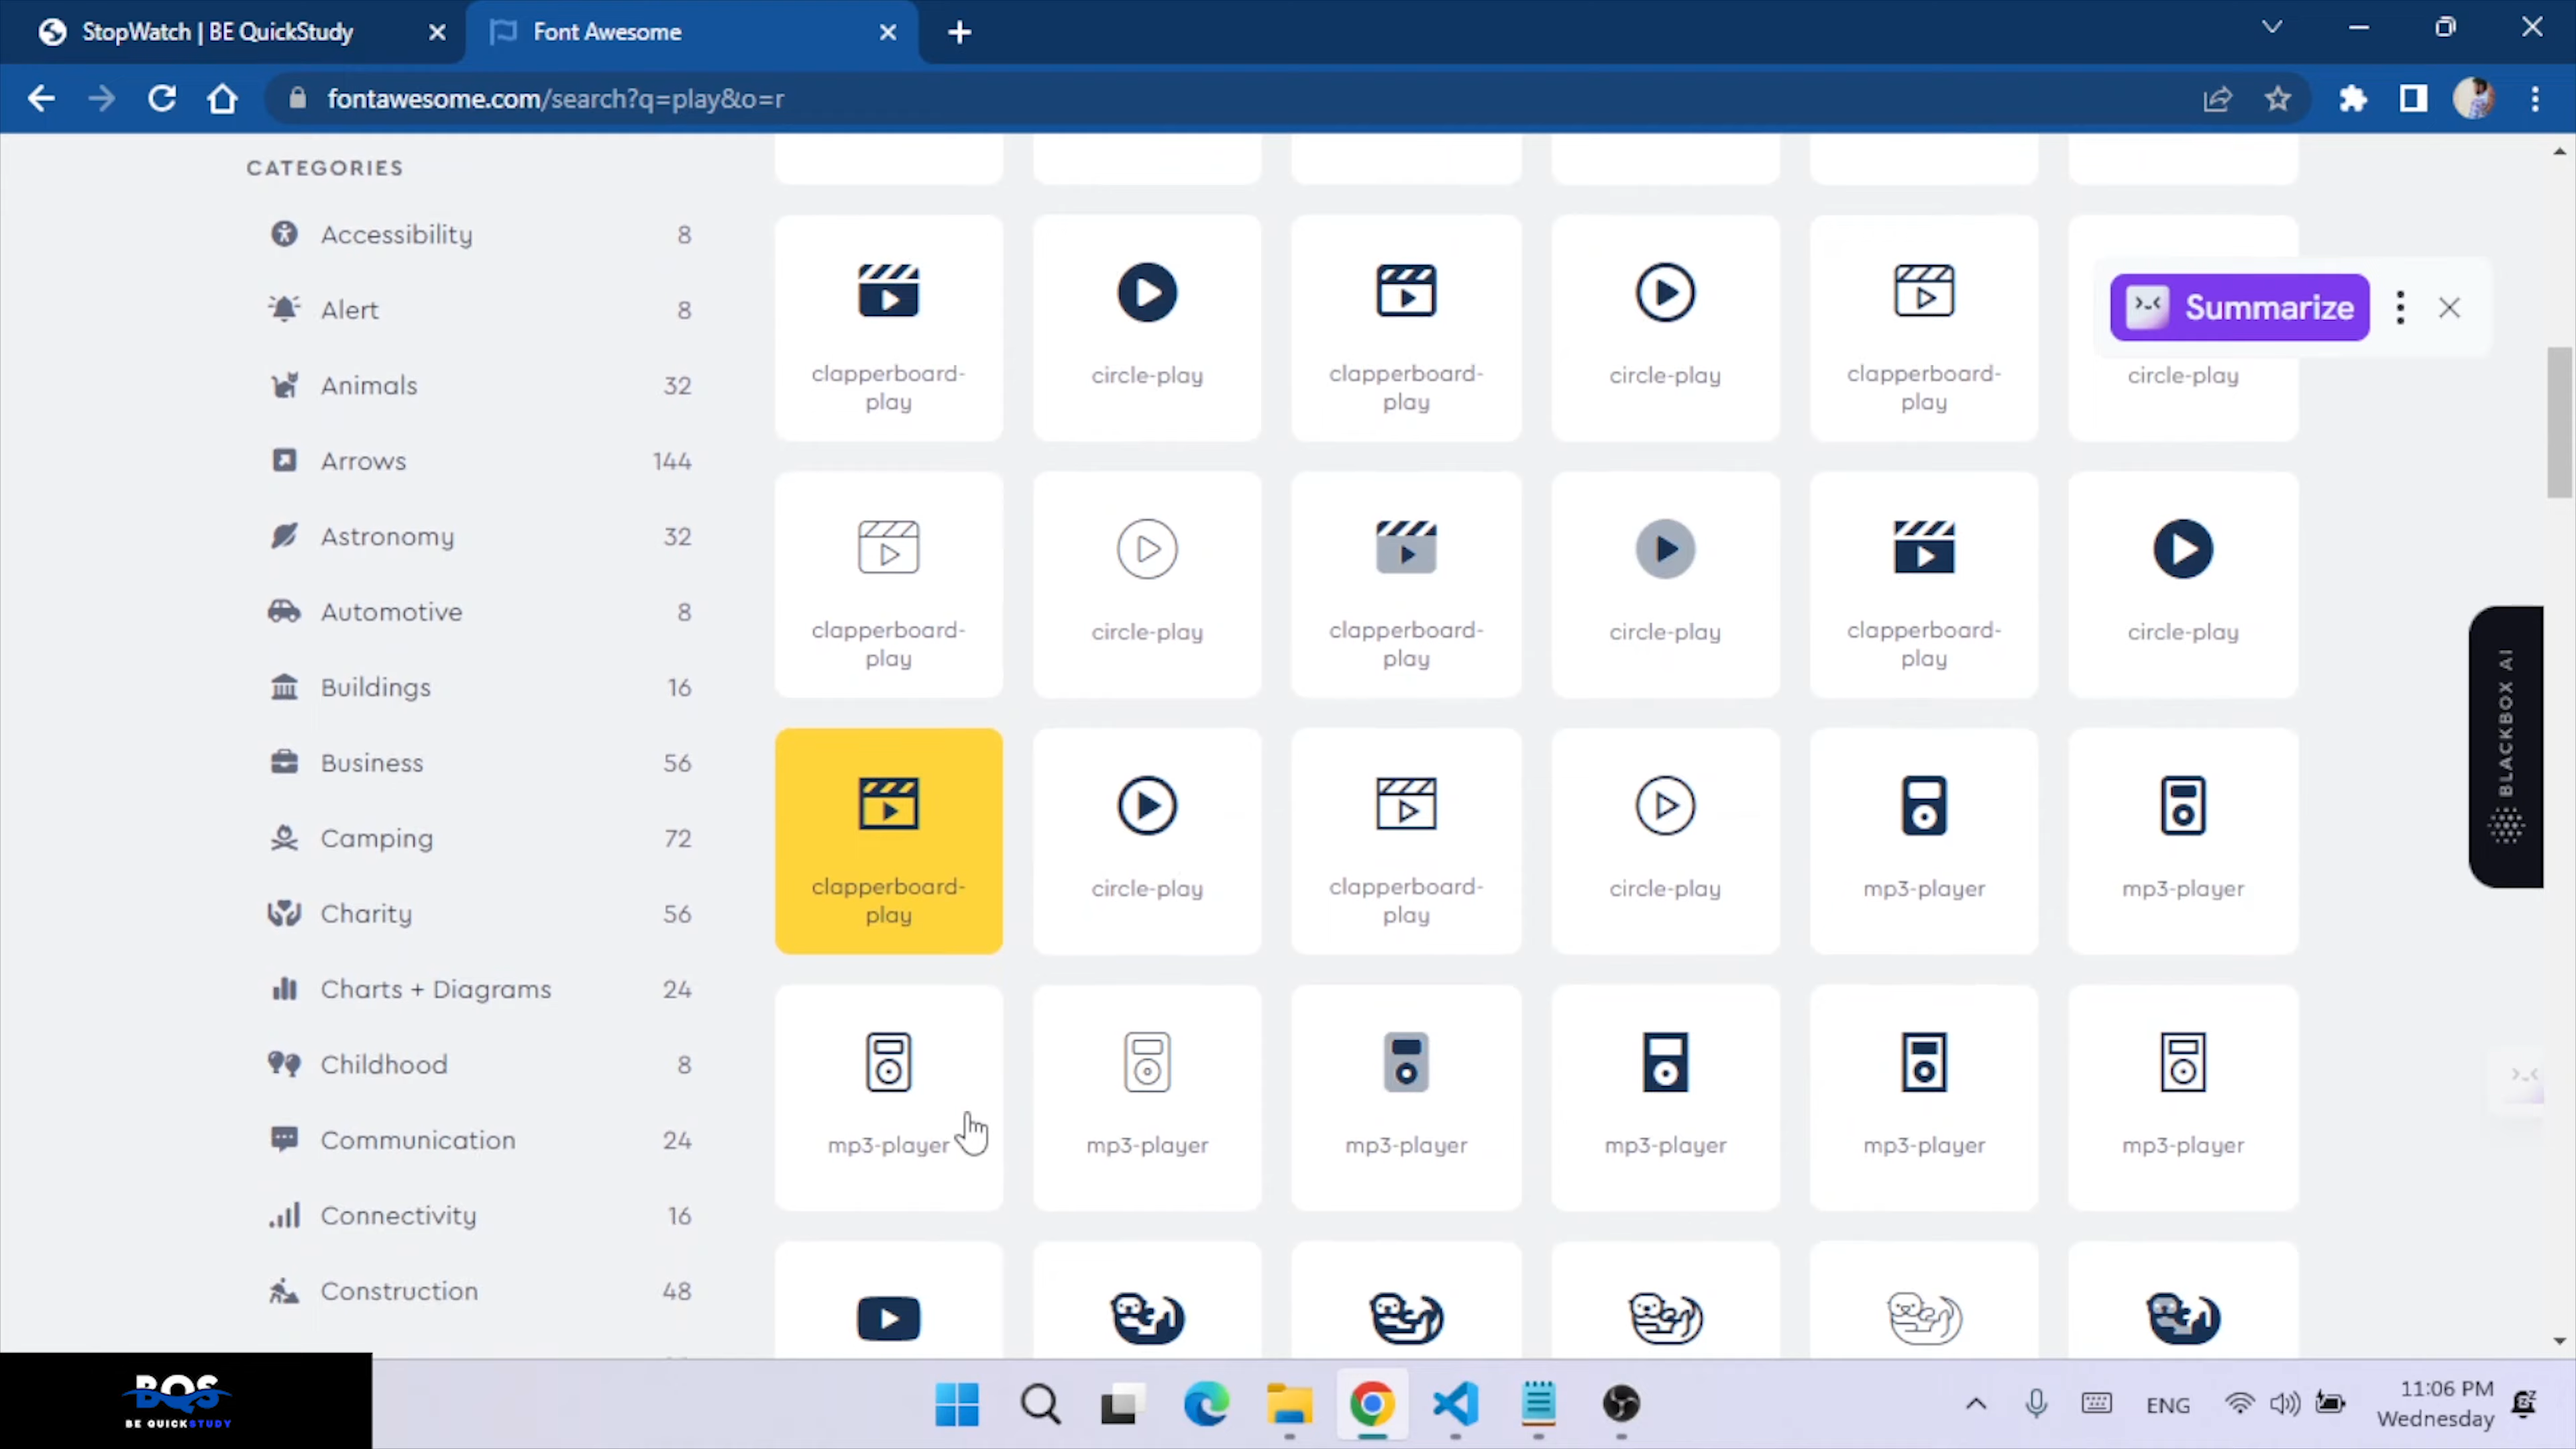 StopWatch | BE QuickStudy
Font Awesome
fontawesome.com/search?q=play&o=r
CATEGORIES
Accessibility 8
Alert 8
Animals 32
Arrows 144
Astronomy 32
Automotive 8
Buildings 16
Business 56
Camping 72
Charity 56
Charts + Diagrams 24
Childhood 8
Communication 24
Connectivity 16
Construction 48
clapperboard-
play
circle-play
clapperboard-
play
circle-play
clapperboard-
play
circle-play
Summarize
clapperboard-
play
circle-play
clapperboard-
play
circle-play
clapperboard-
play
circle-play
clapperboard-
play
circle-play
clapperboard-
play
circle-play
mp3-player
mp3-player
mp3-player
mp3-player
mp3-player
mp3-player
mp3-player
mp3-player
BLACKBOX AI
BQS
BE QUICKSTUDY
ENG
11:06 PM
Wednesday